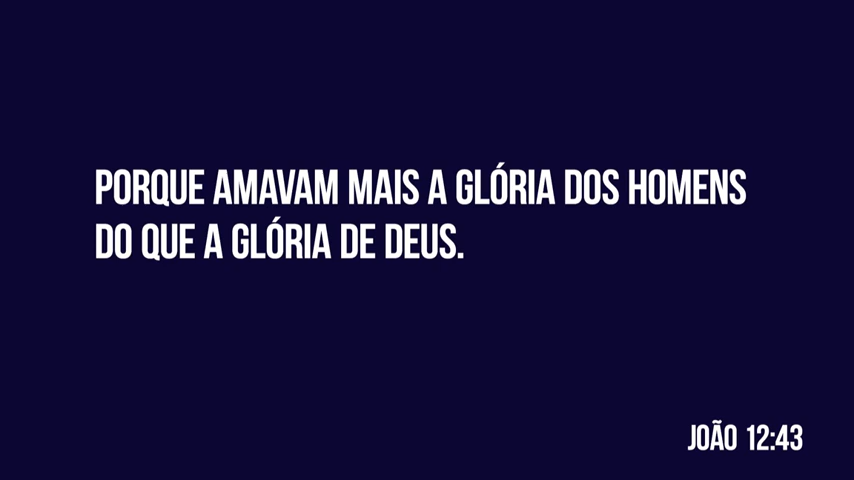 PORQUE AMAVAM MAIS A GLÓRIA DOS HOMENS
DO QUE A GLÓRIA DE DEUS.
JOÃO 12:43